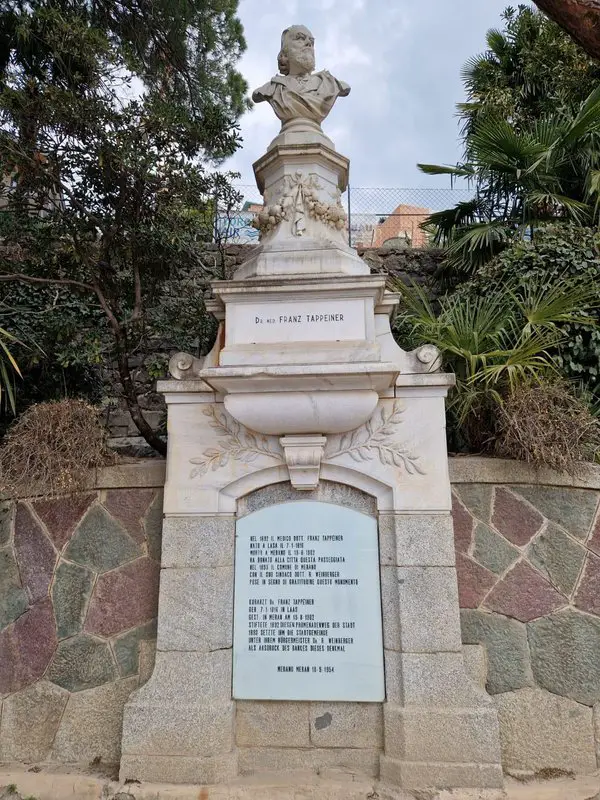 DR. MED. FRANZ TAPPEINER
NEL 1892 IL MEDICO DOTT. FRANZ TAPPEINER
NATO A LASA IL 7-1-1816
MORTO A MERANO IL 19-8-1902
HA DONATO ALLA CITTÀ QUESTA PASSEGGIATA
NEL 1893 IL COMUNE DI MERANO
CON IL SUO SINDACO DOTT. R. WEINBERGER
POSE IN SEGNO DI GRATITUDINE QUESTO MONUMENTO
KURARZT DR. FRANZ TAPPEINER
GEB. 7-1-1816 IN LAAS
GEST. IN MERAN AM 19-8-1902
STIFTETE 1892 DIESEN PROMENADENWEG DER STADT
1893 SETZTE IHM DIE STADTGEMEINDE
UNTER IHREM BÜRGERMEISTER DR. R. WEINBERGER
ALS AUSDRUCK DES DANKES DIESES DENKMAL
MERANO MERAN 18-9-1954